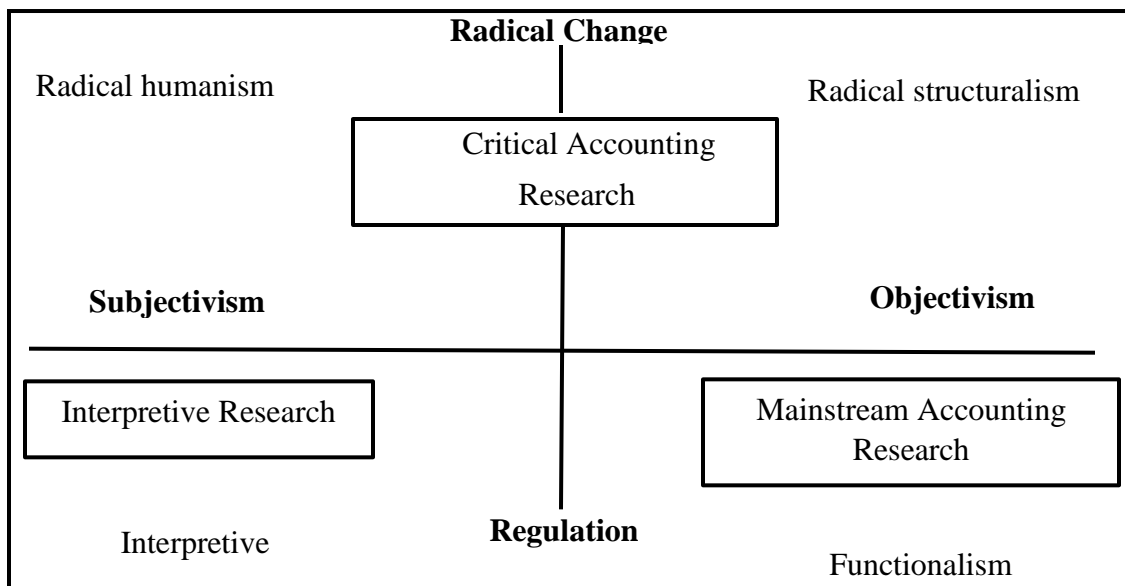 Radical Change
Radical humanism
Radical structuralism
Critical Accounting
Research
Subjectivism
Objectivism
Interpretive Research
Mainstream Accounting
Research
Regulation
Interpretive
Functionalism